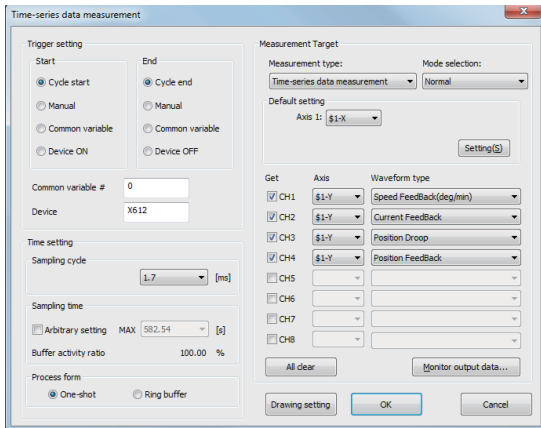 Time-series data measurement
Trigger setting
Start
Cycle start
Manual
Common variable
Device ON
End
Cycle end
Manual
Common variable
Device OFF
Common variable # 0
Device X612
Time setting
Sampling cycle
1.7 [ms]
Sampling time
Arbitrary setting MAX 582.54 [s]
Buffer activity ratio 100.00 %
Process form
One-shot Ring buffer
Measurement Target
Measurement type: Mode selection:
Time-series data measurement Normal
Default setting
Axis 1: $1-X
Setting(S)
Get Axis Waveform type
CH1 $1-Y Speed FeedBack(deg/min)
CH2 $1-Y Current FeedBack
CH3 $1-Y Position Droop
CH4 $1-Y Position FeedBack
CH5
CH6
CH7
CH8
All clear Monitor output data...
Drawing setting OK Cancel